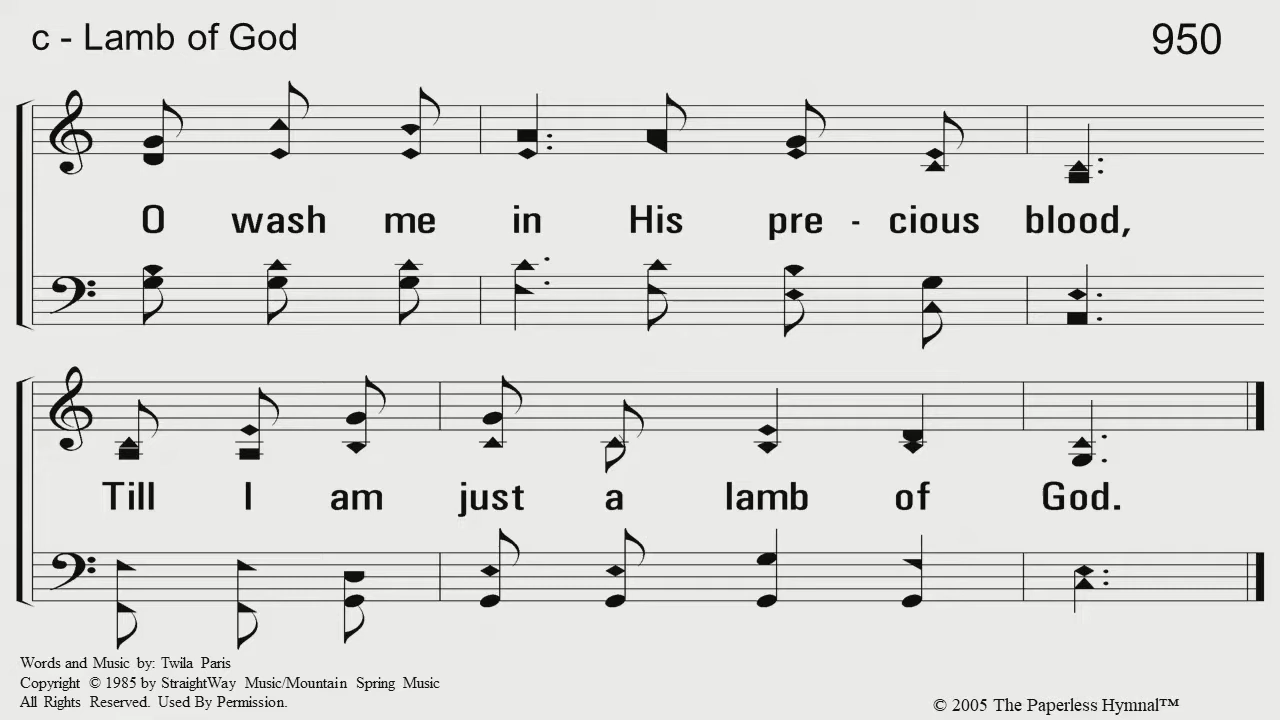 c - Lamb of God
950
O wash me in His pre - cious blood,
Till I am just a lamb of God.
Words and Music by: Twila Paris
Copyright © 1985 by StraightWay Music/Mountain Spring Music
All Rights Reserved. Used By Permission.
© 2005 The Paperless Hymnal™